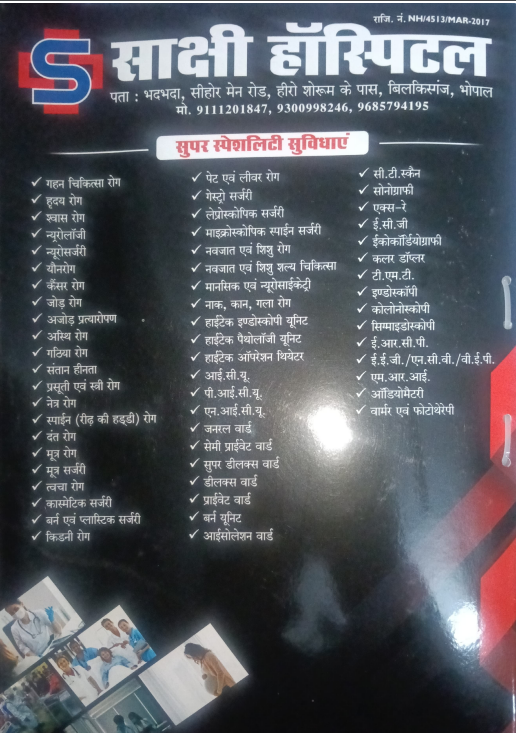 राजि. नं. NH/4513/MAR-2017
S साक्षी हॉस्पिटल
पता : भदभदा, सीहोर मेन रोड, हीरो शोरूम के पास, बिलकिसगंज, भोपाल
मो. 9111201847, 9300998246, 9685794195
सुपर स्पेशलिटी सुविधाएं
✓ गहन चिकित्सा रोग
✓ हृदय रोग
✓ श्वास रोग
✓ न्यूरोलॉजी
✓ न्यूरोसर्जरी
✓ यौनरोग
✓ कैंसर रोग
✓ जोड़ रोग
✓ अजोड़ प्रत्यारोपण
✓ अस्थि रोग
✓ गठिया रोग
✓ संतान हीनता
✓ प्रसूती एवं स्त्री रोग
✓ नेत्र रोग
✓ स्पाईन (रीढ़ की हड्डी) रोग
✓ दंत रोग
✓ मूत्र रोग
✓ मूत्र सर्जरी
✓ त्वचा रोग
✓ कास्मेटिक सर्जरी
✓ बर्न एवं प्लास्टिक सर्जरी
✓ किडनी रोग
✓ पेट एवं लीवर रोग
✓ गेस्ट्रो सर्जरी
✓ लेप्रोस्कोपिक सर्जरी
✓ माइक्रोस्कोपिक स्पाईन सर्जरी
✓ नवजात एवं शिशु रोग
✓ नवजात एवं शिशु शल्य चिकित्सा
✓ मानसिक एवं न्यूरोसाईकेट्री
✓ नाक, कान, गला रोग
✓ हाईटेक इण्डोस्कोपी यूनिट
✓ हाईटेक पैथोलॉजी यूनिट
✓ हाईटेक ऑपरेशन थियेटर
✓ आई.सी.यू.
✓ पी.आई.सी.यू.
✓ एन.आई.सी.यू.
✓ जनरल वार्ड
✓ सेमी प्राईवेट वार्ड
✓ सुपर डीलक्स वार्ड
✓ डीलक्स वार्ड
✓ प्राईवेट वार्ड
✓ बर्न यूनिट
✓ आईसोलेशन वार्ड
✓ सी.टी.स्कैन
✓ सोनोग्राफी
✓ एक्स-रे
✓ ई.सी.जी
✓ ईकोकॉर्डियोग्राफी
✓ कलर डॉप्लर
✓ टी.एम.टी.
✓ इण्डोस्कॉपी
✓ कोलोनोस्कोपी
✓ सिग्माइडोस्कोपी
✓ ई.आर.सी.पी.
✓ ई.ई.जी./एन.सी.वी./वी.ई.पी.
✓ एम.आर.आई.
✓ ऑडियोमेटरी
✓ वार्मर एवं फोटोथेरेपी